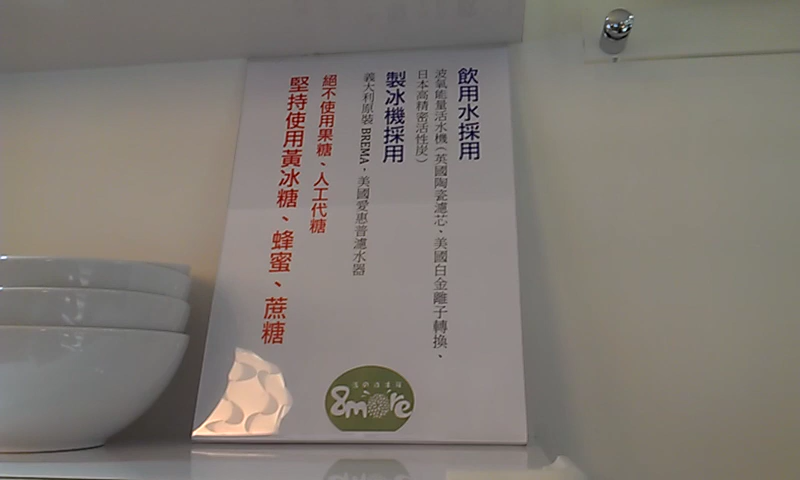 飲用水採用
波氧能量活水機(英國陶瓷濾芯、美國白金離子轉換、
日本高精密活性炭)
製冰機採用
義大利原裝 BREMA,美國愛惠普濾水器
絕不使用果糖、人工代糖
堅持使用黃冰糖、蜂蜜、蔗糖
8more